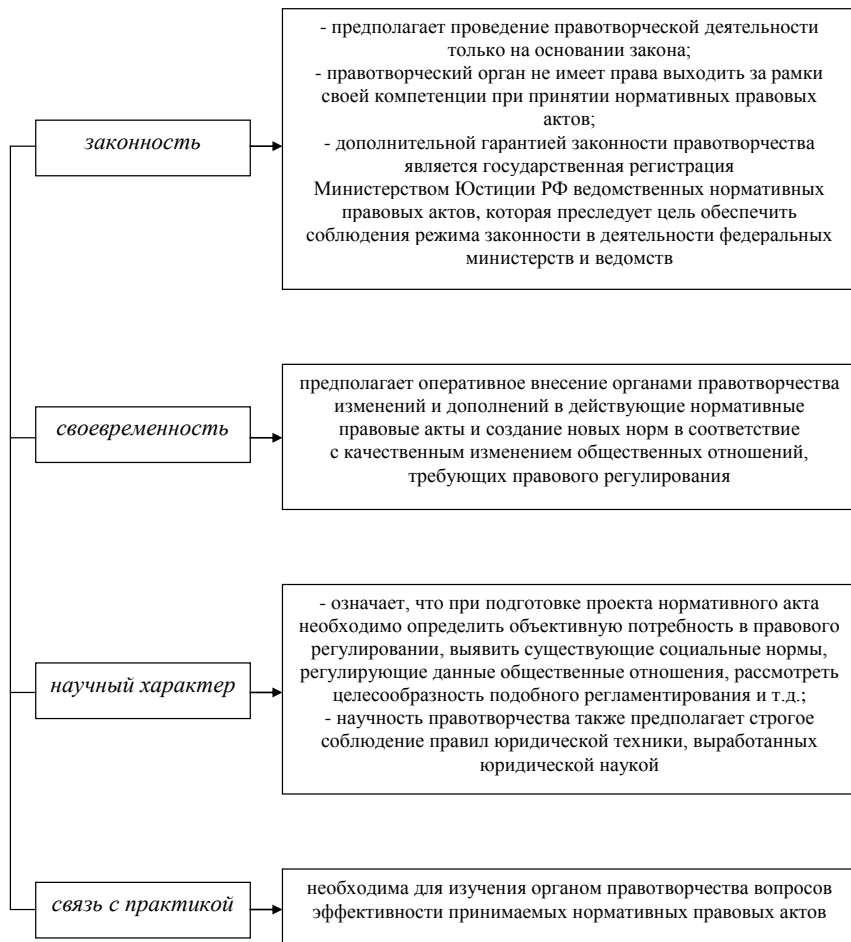 законность
- предполагает проведение правотворческой деятельности
только на основании закона;
- правотворческий орган не имеет права выходить за рамки
своей компетенции при принятии нормативных правовых
актов;
- дополнительной гарантией законности правотворчества
является государственная регистрация
Министерством Юстиции РФ ведомственных нормативных
правовых актов, которая преследует цель обеспечить
соблюдения режима законности в деятельности федеральных
министерств и ведомств
своевременность
предполагает оперативное внесение органами правотворчества
изменений и дополнений в действующие нормативные
правовые акты и создание новых норм в соответствие
с качественным изменением общественных отношений,
требующих правового регулирования
научный характер
- означает, что при подготовке проекта нормативного акта
необходимо определить объективную потребность в правового
регулировании, выявить существующие социальные нормы,
регулирующие данные общественные отношения, рассмотреть
целесообразность подобного регламентирования и т.д.;
- научность правотворчества также предполагает строгое
соблюдение правил юридической техники, выработанных
юридической наукой
связь с практикой
необходима для изучения органом правотворчества вопросов
эффективности принимаемых нормативных правовых актов